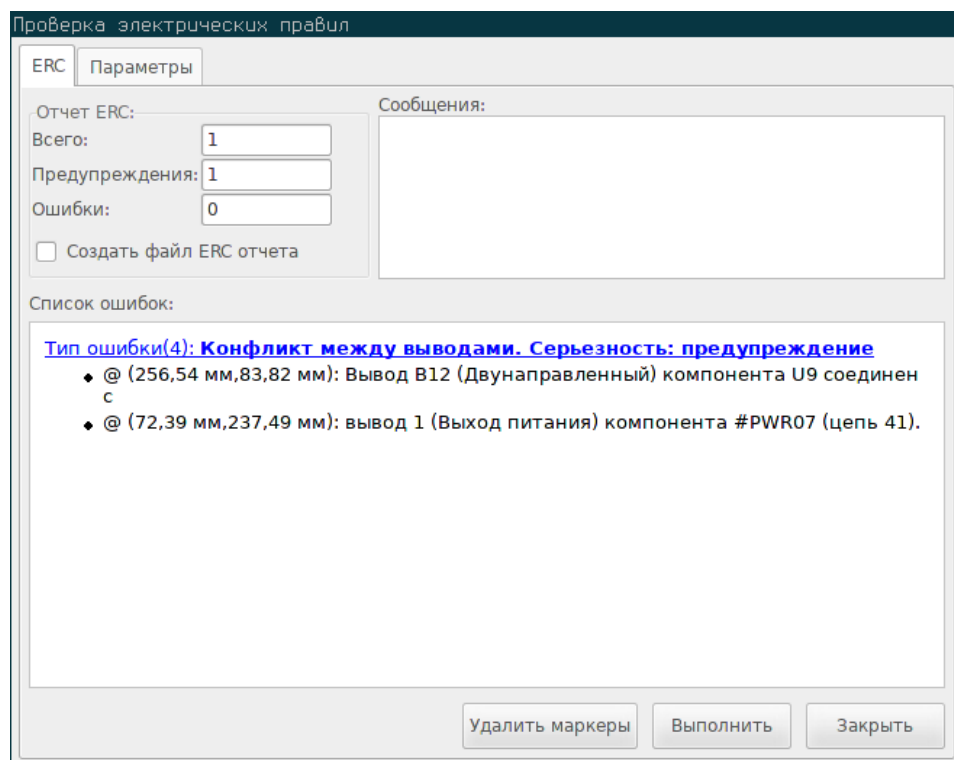 Проверка электрических правил
ERC
Параметры
Отчет ERC:
Всего:
1
Предупреждения:
1
Ошибки:
0
Создать файл ERC отчета
Сообщения:
Список ошибок:
Тип ошибки(4): Конфликт между выводами. Серьезность: предупреждение
@ (256,54 мм,83,82 мм): Вывод B12 (Двунаправленный) компонента U9 соединен
с
@ (72,39 мм,237,49 мм): вывод 1 (Выход питания) компонента #PWR07 (цепь 41).
Удалить маркеры
Выполнить
Закрыть